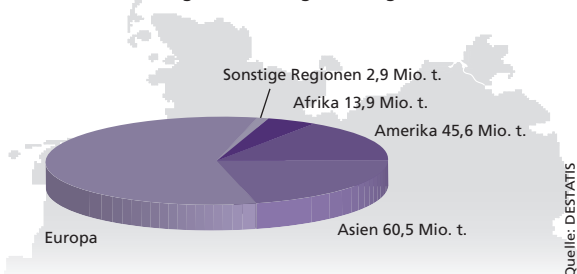 Sonstige Regionen 2,9 Mio. t.
Afrika 13,9 Mio. t.
Amerika 45,6 Mio. t.
Asien 60,5 Mio. t.
Europa
Quelle: DESTATIS